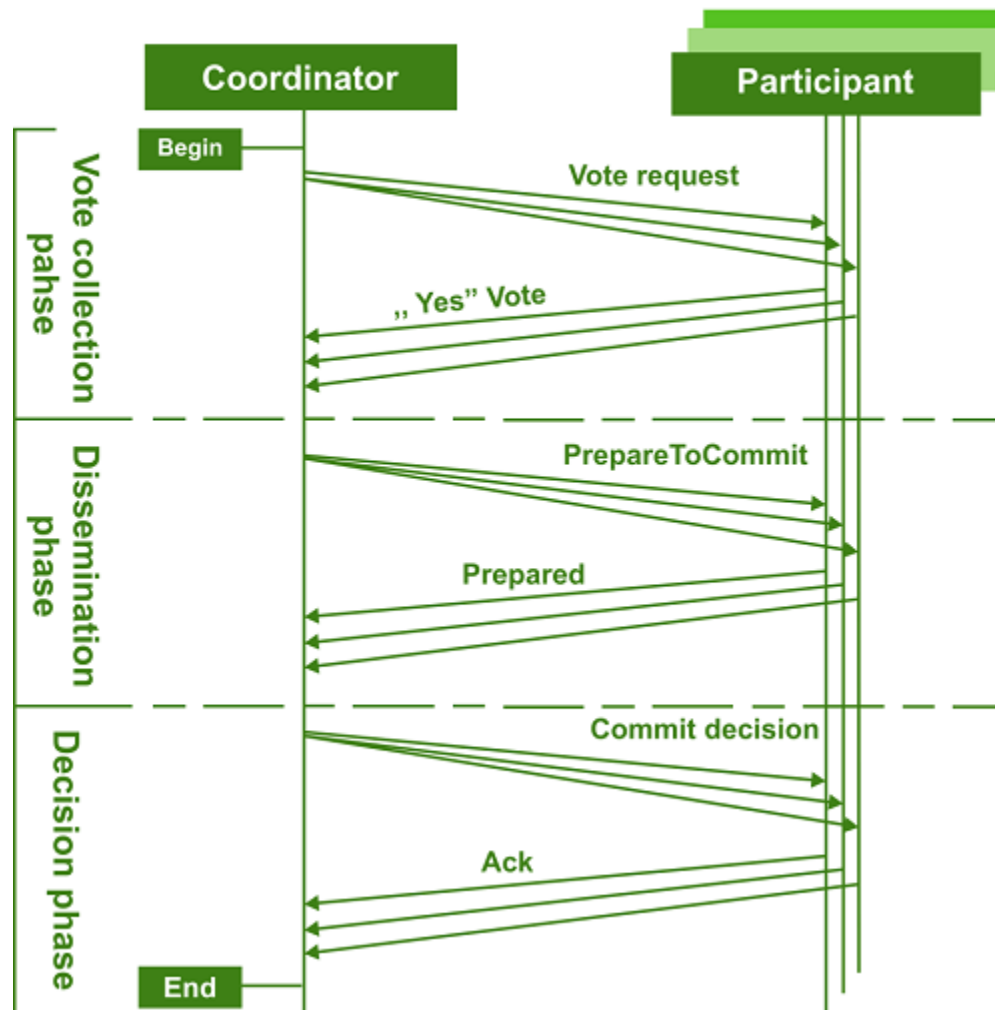 Coordinator
Participant
Begin
Vote collection
pahse
Vote request
,, Yes” Vote
Dissemination
phase
PrepareToCommit
Prepared
Decision phase
Commit decision
Ack
End